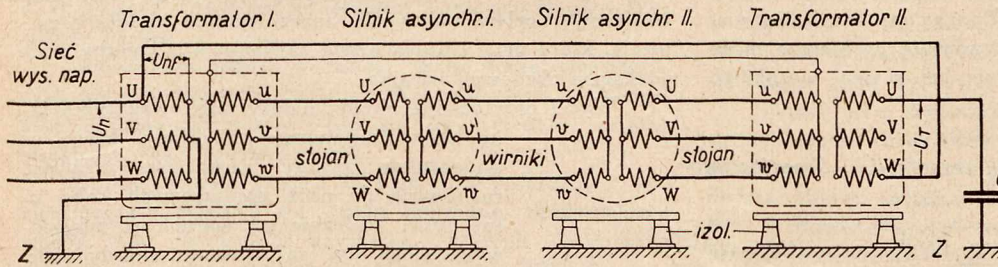 Transformator I. Silnik asynchr. I. Silnik asynchr. II. Transformator II.
Sieć
wys. nap.
Unf
U u U u u U u U
Un UT
V v V v v V v V
stojan wirniki stojan
W w W w w W w W
izol.
Z Z